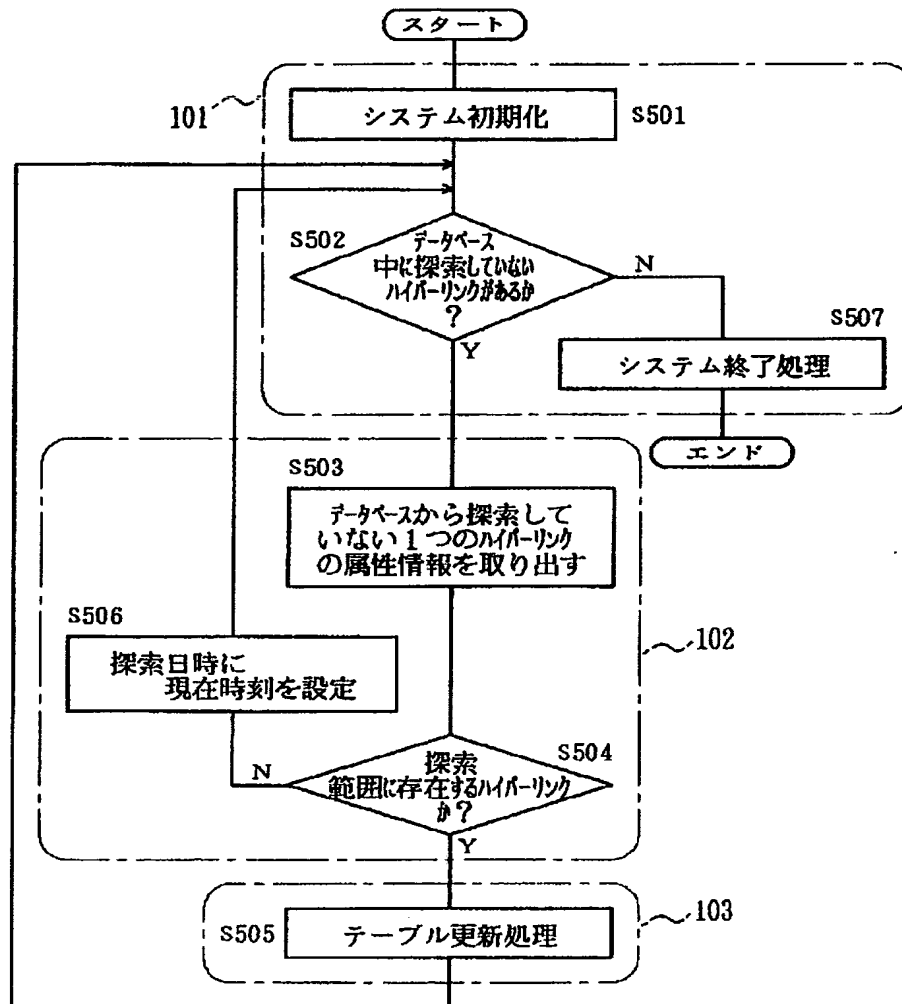 スタート
101
システム初期化
S501
S502
データベース
中に探索していない
ハイパーリンクがあるか
?
N
Y
S507
システム終了処理
エンド
S503
データベースから探索して
いない1つのハイパーリンク
の属性情報を取り出す
S506
探索日時に
現在時刻を設定
102
S504
探索
範囲に存在するハイパーリンク
か?
N
Y
103
S505
テーブル更新処理